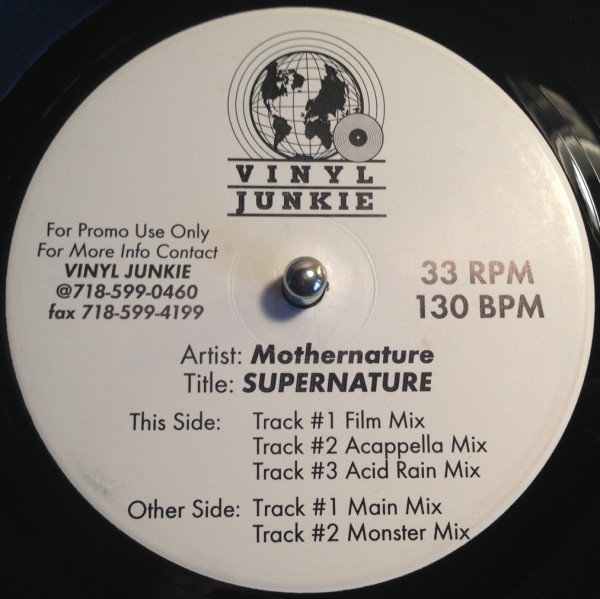 VINYL
JUNKIE
For Promo Use Only
For More Info Contact
VINYL JUNKIE
@718-599-0460
fax 718-599-4199
33 RPM
130 BPM
Artist: Mothernature
Title: SUPERNATURE
This Side: Track #1 Film Mix
Track #2 Acappella Mix
Track #3 Acid Rain Mix
Other Side: Track #1 Main Mix
Track #2 Monster Mix